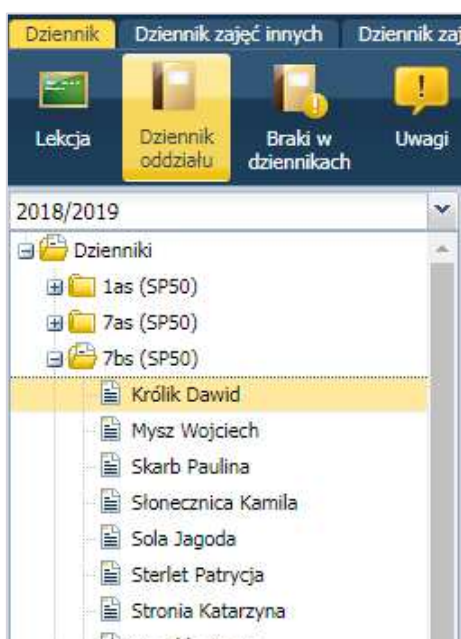 Dziennik Dziennik zajęć innych Dziennik zaj
Lekcja Dziennik oddziału Braki w dziennikach Uwagi
2018/2019
Dzienniki
1as (SP50)
7as (SP50)
7bs (SP50)
Królik Dawid
Mysz Wojciech
Skarb Paulina
Słonecznica Kamila
Sola Jagoda
Sterlet Patrycja
Stronia Katarzyna